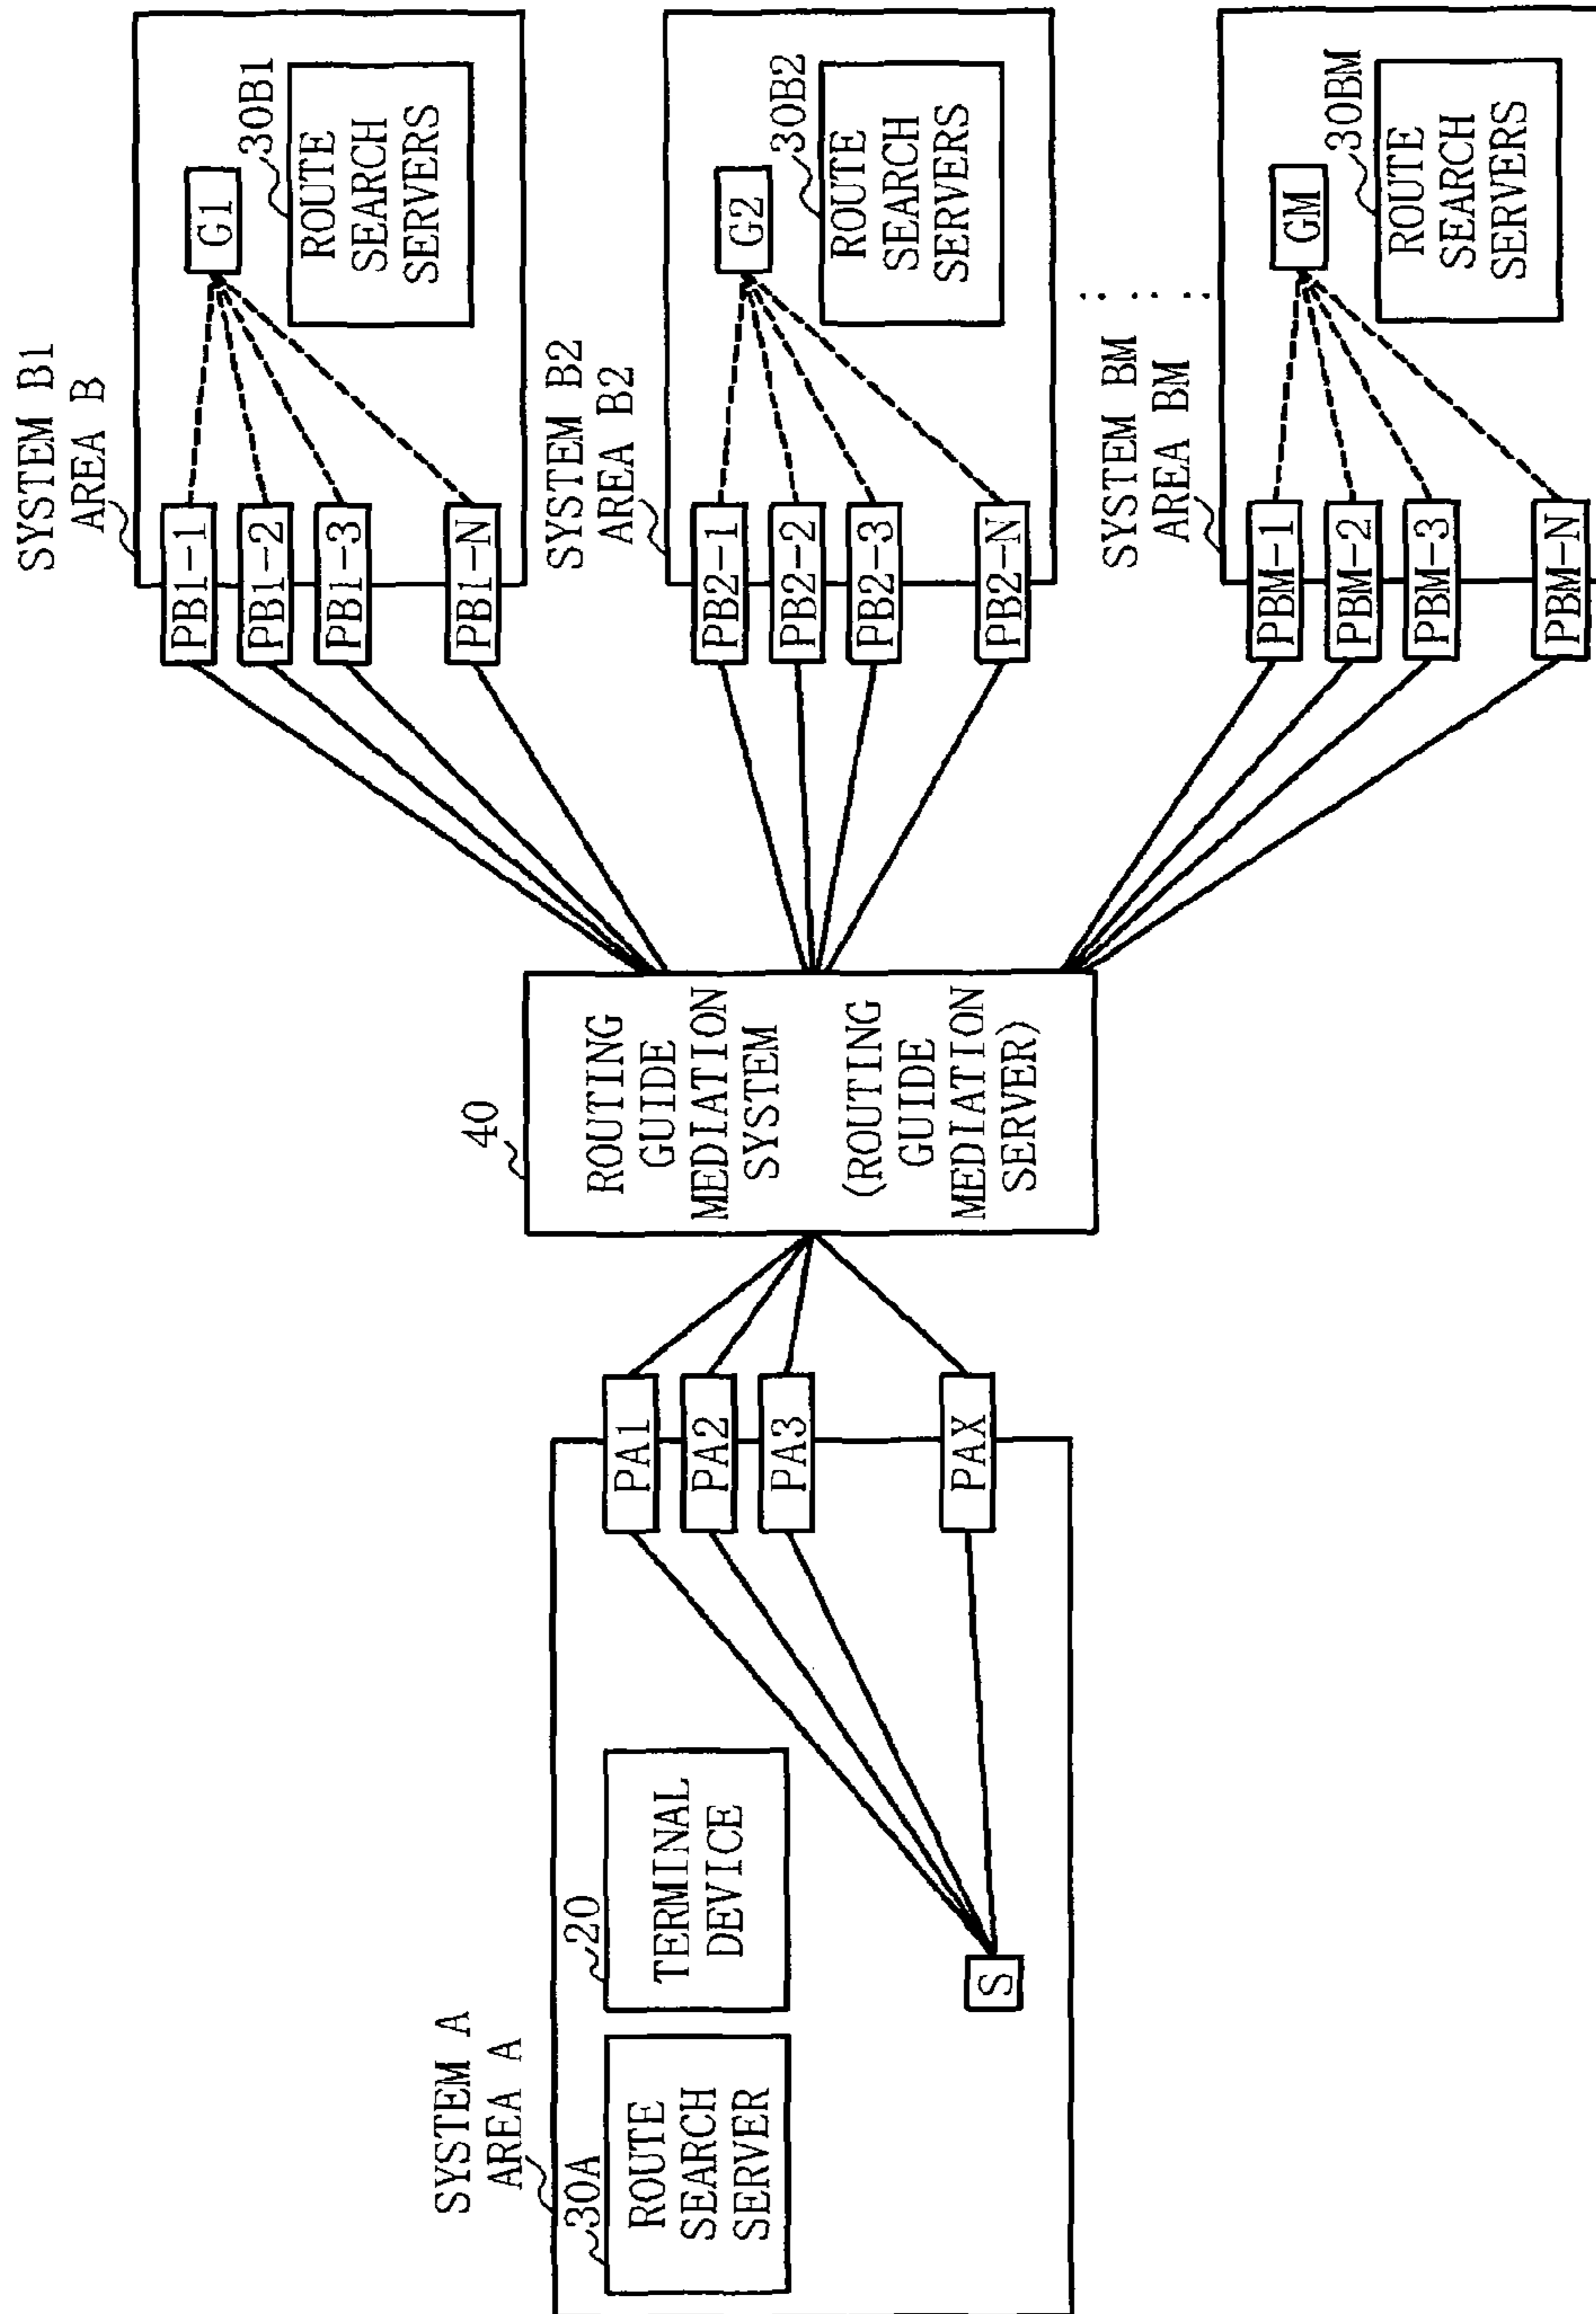 SYSTEM A
AREA A
30A
ROUTE
SEARCH
SERVER
20
TERMINAL
DEVICE
S
PA1
PA2
PA3
PAX
40
ROUTING
GUIDE
MEDIATION
SYSTEM
(ROUTING
GUIDE
MEDIATION
SERVER)
SYSTEM B1
AREA B
PB1-1
PB1-2
PB1-3
PB1-N
G1
30B1
ROUTE
SEARCH
SERVERS
SYSTEM B2
AREA B2
PB2-1
PB2-2
PB2-3
PB2-N
G2
30B2
ROUTE
SEARCH
SERVERS
.....
SYSTEM BM
AREA BM
PBM-1
PBM-2
PBM-3
PBM-N
GM
30BM
ROUTE
SEARCH
SERVERS